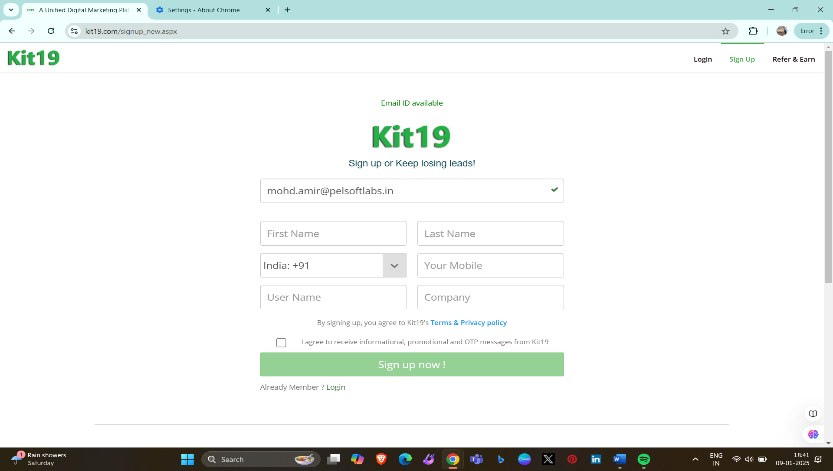 A Unified Digital Marketing Plat
Settings - About Chrome
kit19.com/signup_new.aspx
Error
Kit19
Login
Sign Up
Refer & Earn
Email ID available
Kit19
Sign up or Keep losing leads!
mohd.amir@pelsoftlabs.in
First Name
Last Name
India: +91
Your Mobile
User Name
Company
By signing up, you agree to Kit19's Terms & Privacy policy
I agree to receive informational, promotional and OTP messages from Kit19
Sign up now !
Already Member ? Login
1
Rain showers
Saturday
Search
ENG
IN
18:41
09-01-2025